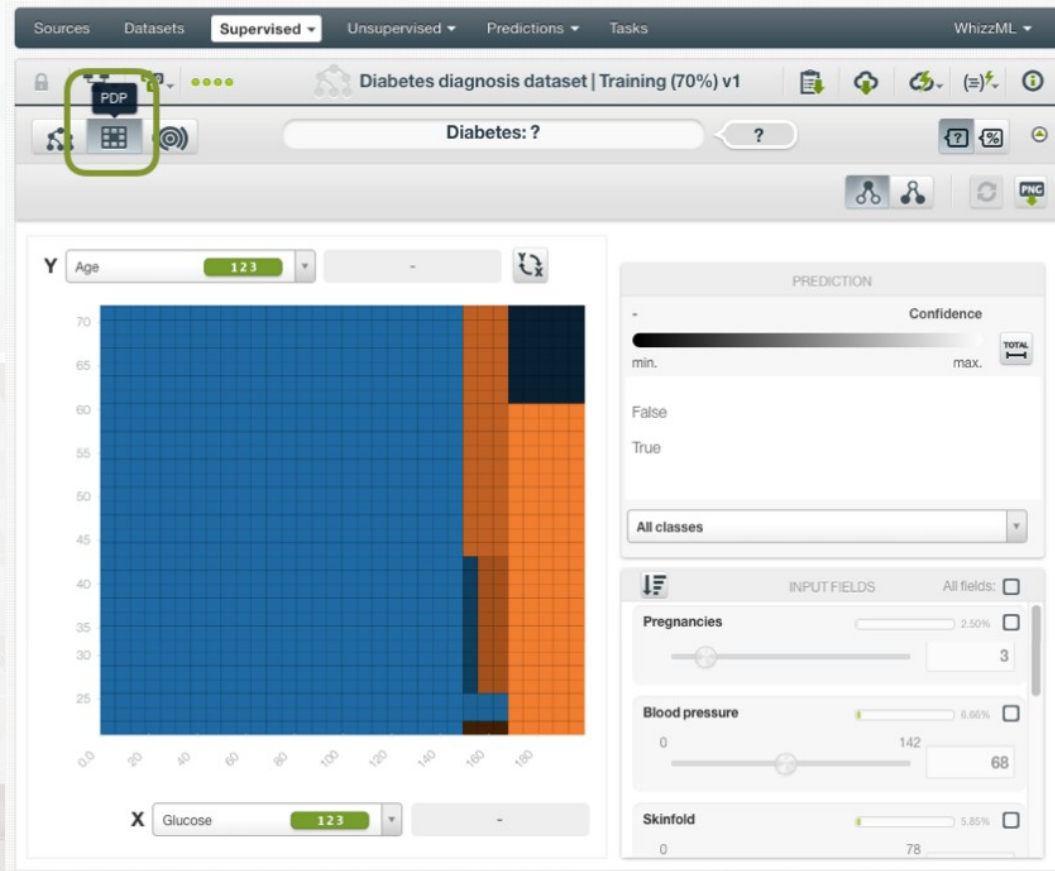 Sources Datasets Supervised Unsupervised Predictions Tasks WhizzML
Diabetes diagnosis dataset | Training (70%) v1
PDP
Diabetes: ?
?
PNG
Y Age 123 -
Y X
70
65
60
55
50
45
40
35
30
25
0.0 20 40 60 80 100 120 140 160 180
X Glucose 123 -
PREDICTION
- Confidence
TOTAL
min. max.
False
True
All classes
INPUT FIELDS All fields:
Pregnancies 2.50%
3
Blood pressure 6.66%
0 142
68
Skinfold 5.85%
0 78